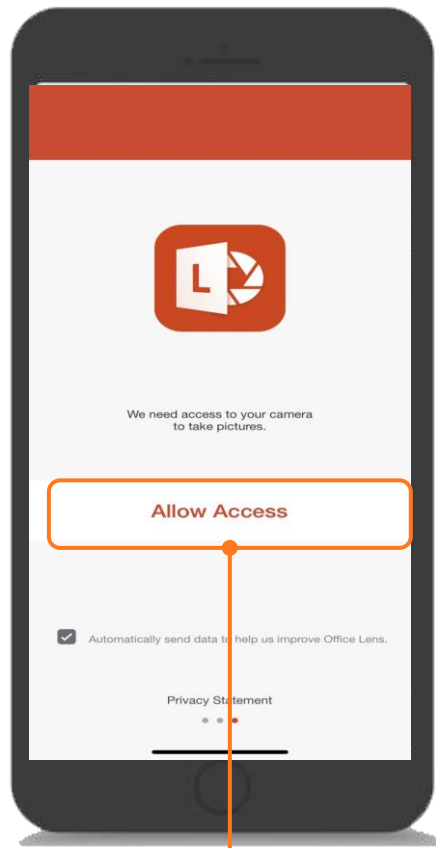 L
We need access to your camera
to take pictures.
Allow Access
Automatically send data to help us improve Office Lens.
Privacy Statement